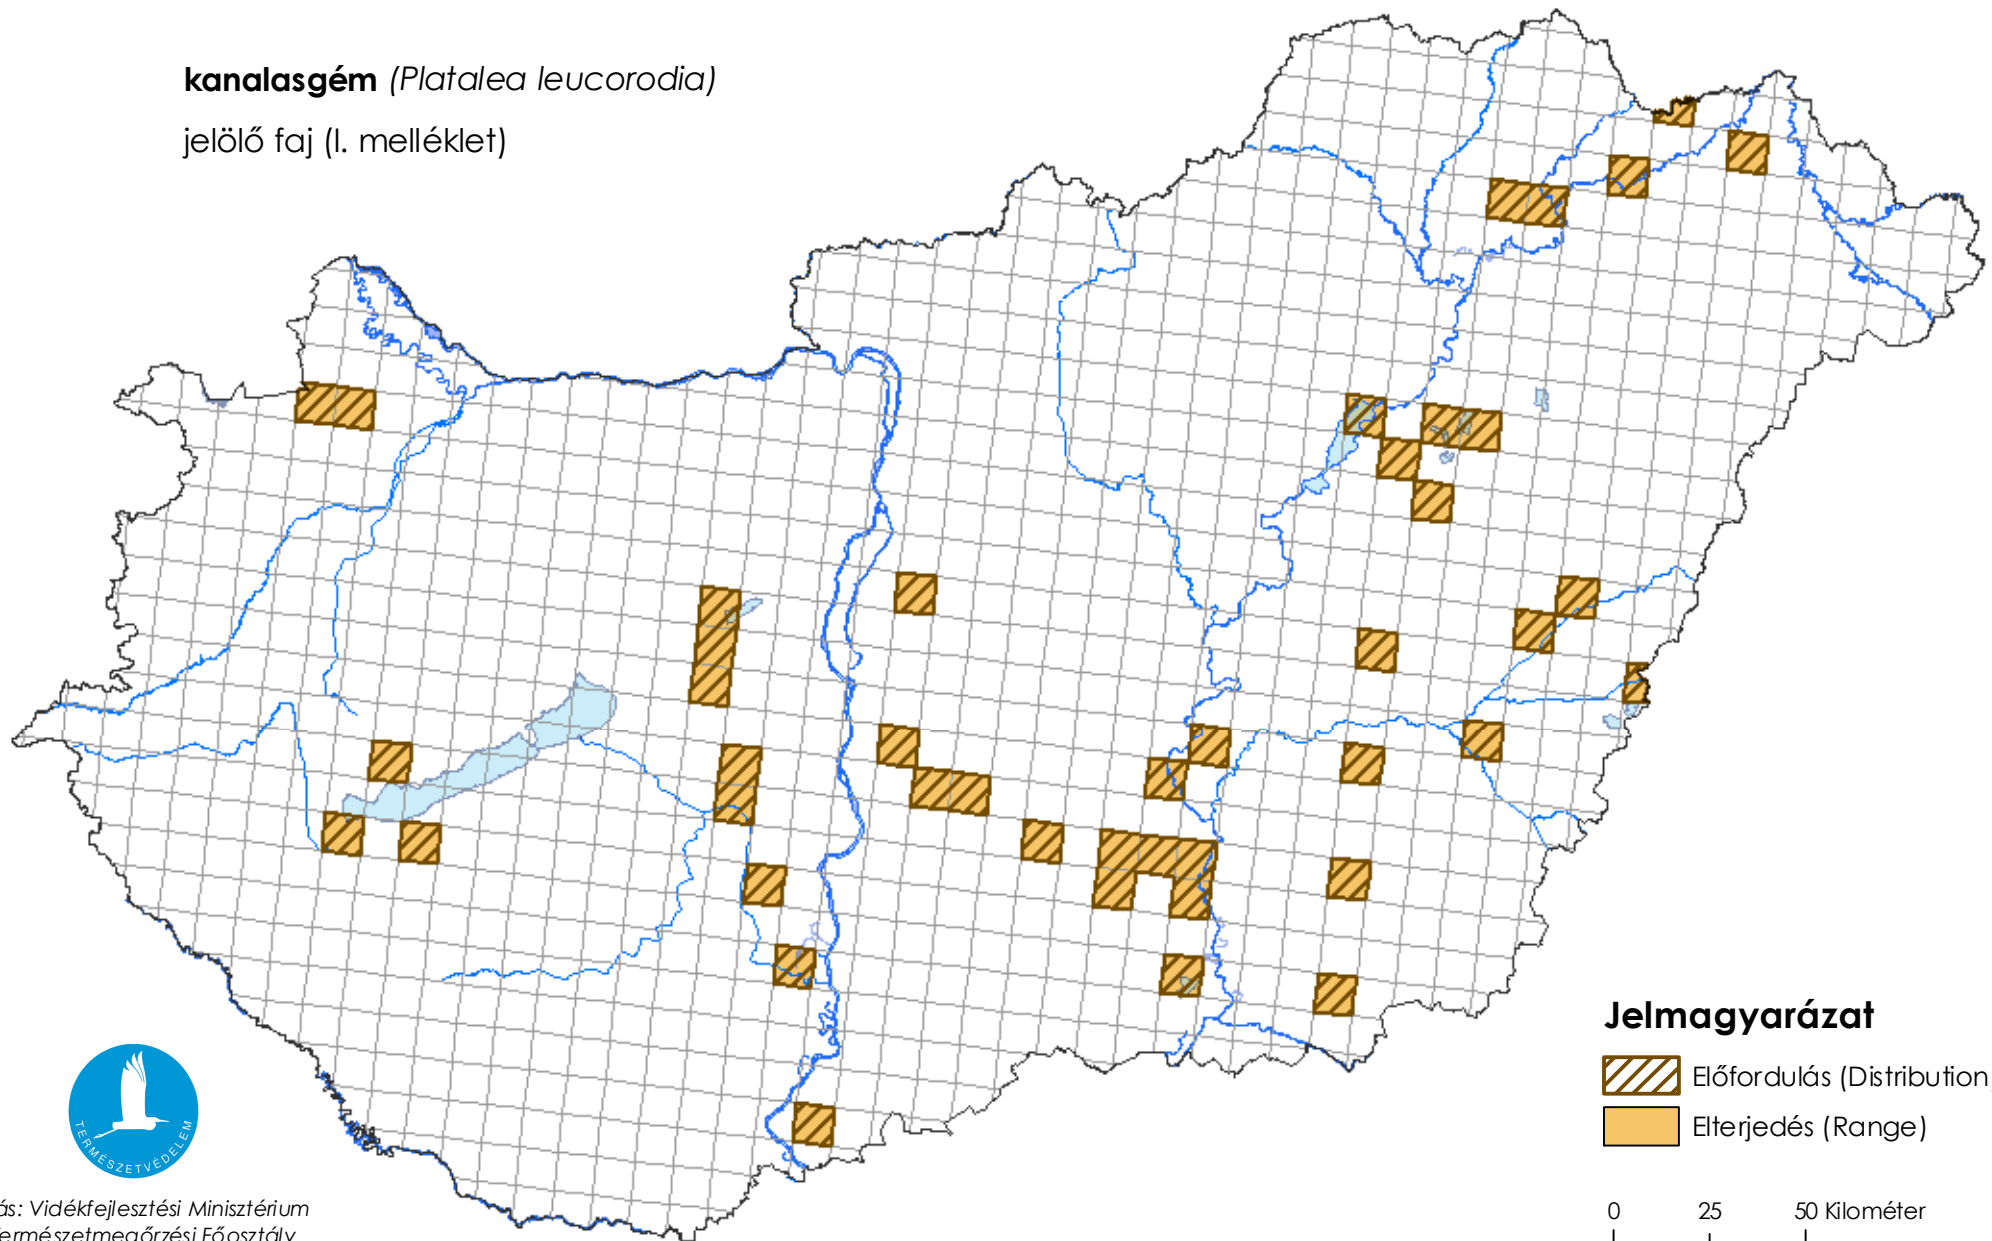 kanalasgém (Platalea leucorodia)
jelölő faj (I. melléklet)
Jelmagyarázat
Előfordulás (Distribution
Elterjedés (Range)
0 25 50 Kilométer
TERMÉSZETVÉDELEM
ás: Vidékfejlesztési Minisztérium
Természetmegőrzési Főosztály